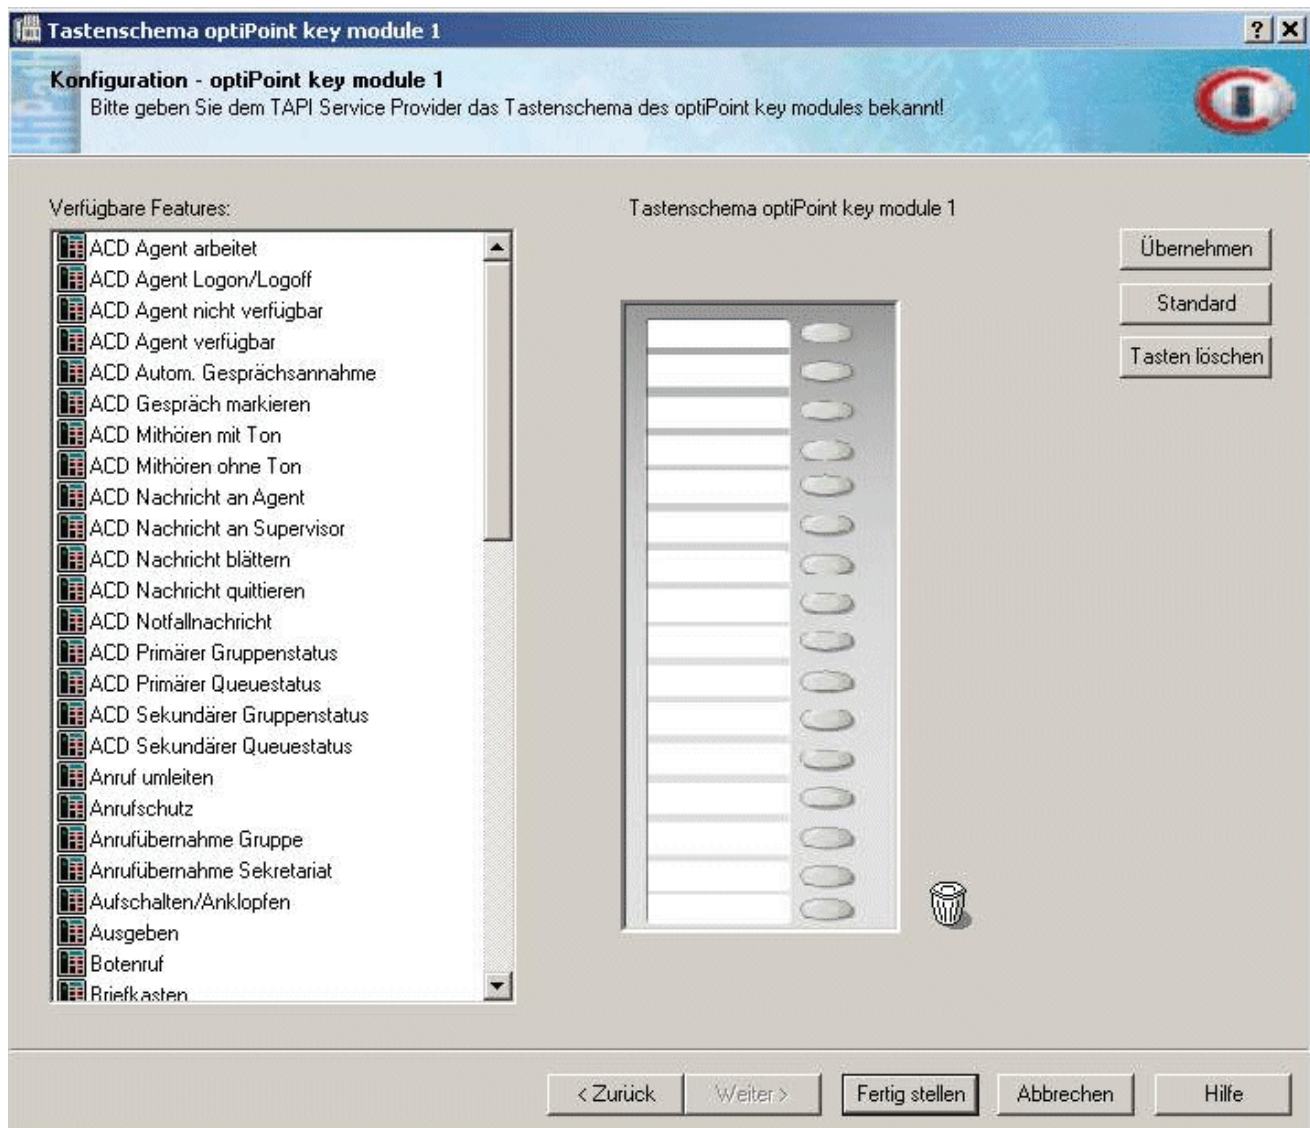 Tastenschema optiPoint key module 1
Konfiguration - optiPoint key module 1
Bitte geben Sie dem TAPI Service Provider das Tastenschema des optiPoint key modules bekannt!
HiPath
Verfügbare Features:
ACD Agent arbeitet
ACD Agent Logon/Logoff
ACD Agent nicht verfügbar
ACD Agent verfügbar
ACD Autom. Gesprächsannahme
ACD Gespräch markieren
ACD Mithören mit Ton
ACD Mithören ohne Ton
ACD Nachricht an Agent
ACD Nachricht an Supervisor
ACD Nachricht blättern
ACD Nachricht quittieren
ACD Notfallnachricht
ACD Primärer Gruppenstatus
ACD Primärer Queuestatus
ACD Sekundärer Gruppenstatus
ACD Sekundärer Queuestatus
Anruf umleiten
Anrufschutz
Anrufübernahme Gruppe
Anrufübernahme Sekretariat
Aufschalten/Anklopfen
Ausgeben
Botenruf
Briefkasten
Tastenschema optiPoint key module 1
Übernehmen
Standard
Tasten löschen
< Zurück
Weiter >
Fertig stellen
Abbrechen
Hilfe